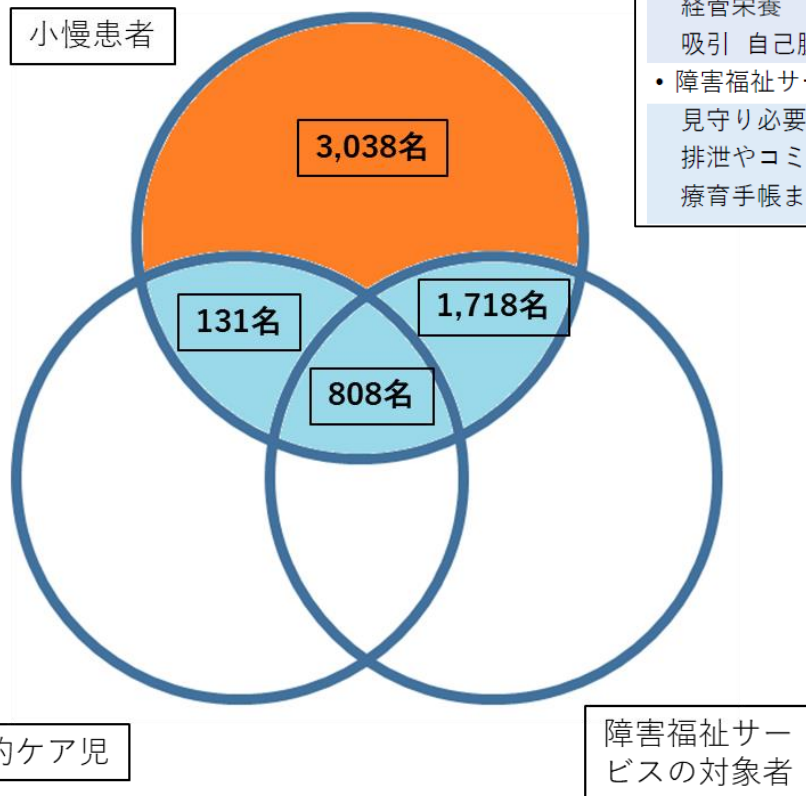 小慢患者
経管栄養
吸引 自己
• 障害福祉サー
見守り必要
排泄やコミ
療育手帳ま
3,038名
131名
1,718名
808名
的ケア児
障害福祉サー
ビスの対象者